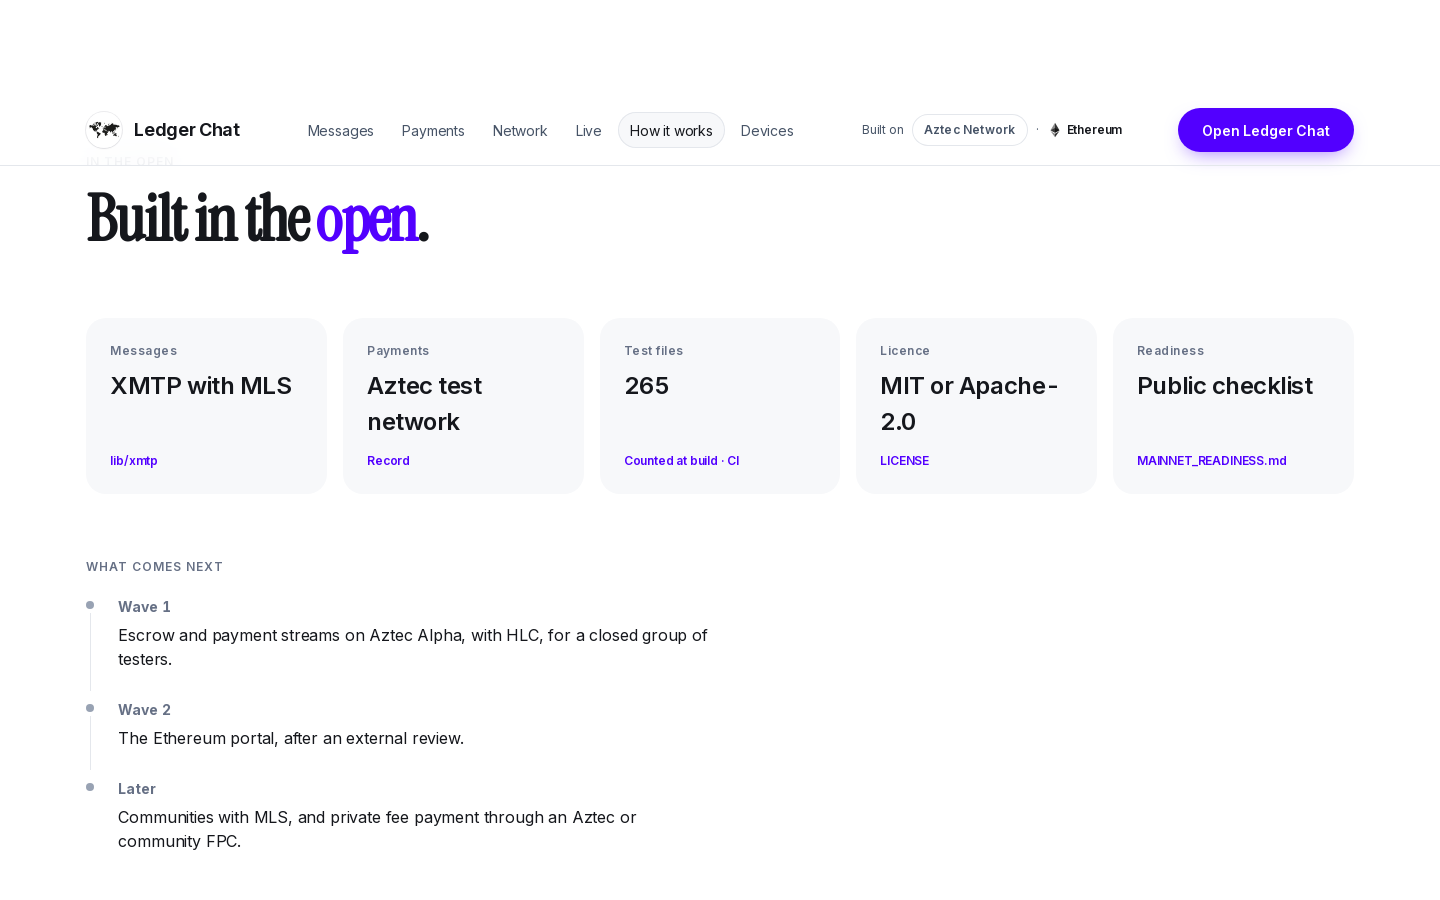 Ledger Chat
Messages
Payments
Network
Live
How it works
Devices
Built on
Aztec Network
·
Ethereum
Open Ledger Chat
IN THE OPEN
Built in the open.
Messages
XMTP with MLS
lib/xmtp
Payments
Aztec test
network
Record
Test files
265
Counted at build · CI
Licence
MIT or Apache-
2.0
LICENSE
Readiness
Public checklist
MAINNET_READINESS.md
WHAT COMES NEXT
Wave 1
Escrow and payment streams on Aztec Alpha, with HLC, for a closed group of
testers.
Wave 2
The Ethereum portal, after an external review.
Later
Communities with MLS, and private fee payment through an Aztec or
community FPC.